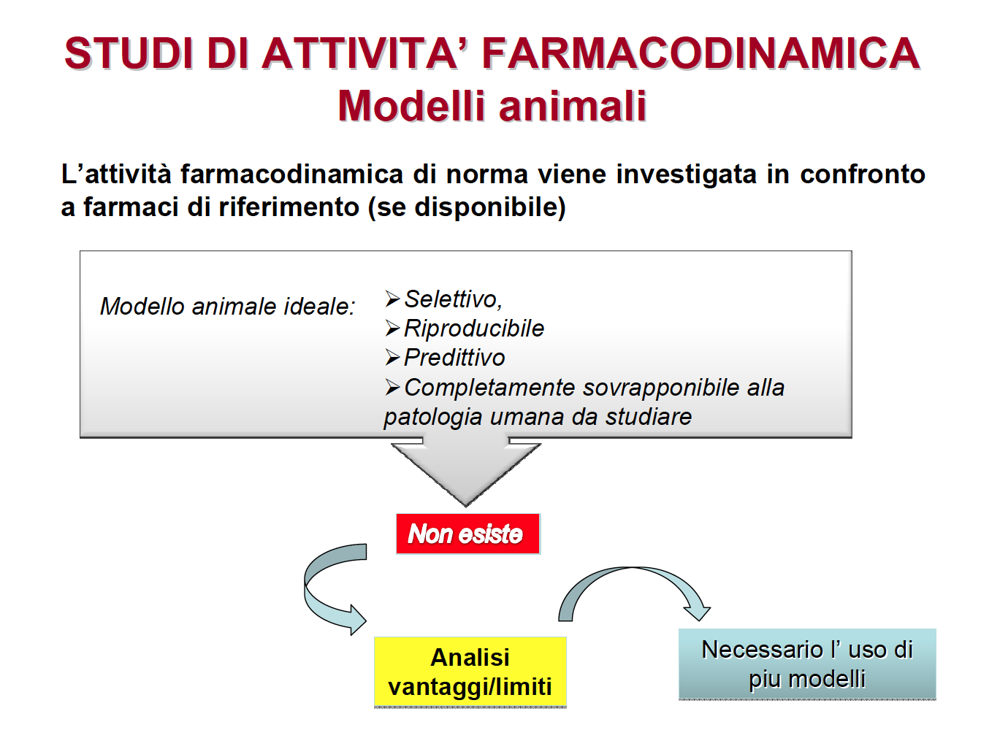 STUDI DI ATTIVITA’ FARMACODINAMICA
Modelli animali
L’attività farmacodinamica di norma viene investigata in confronto
a farmaci di riferimento (se disponibile)
Modello animale ideale:
➢Selettivo,
➢Riproducibile
➢Predittivo
➢Completamente sovrapponibile alla
patologia umana da studiare
Non esiste
Analisi
vantaggi/limiti
Necessario l’ uso di
piu modelli